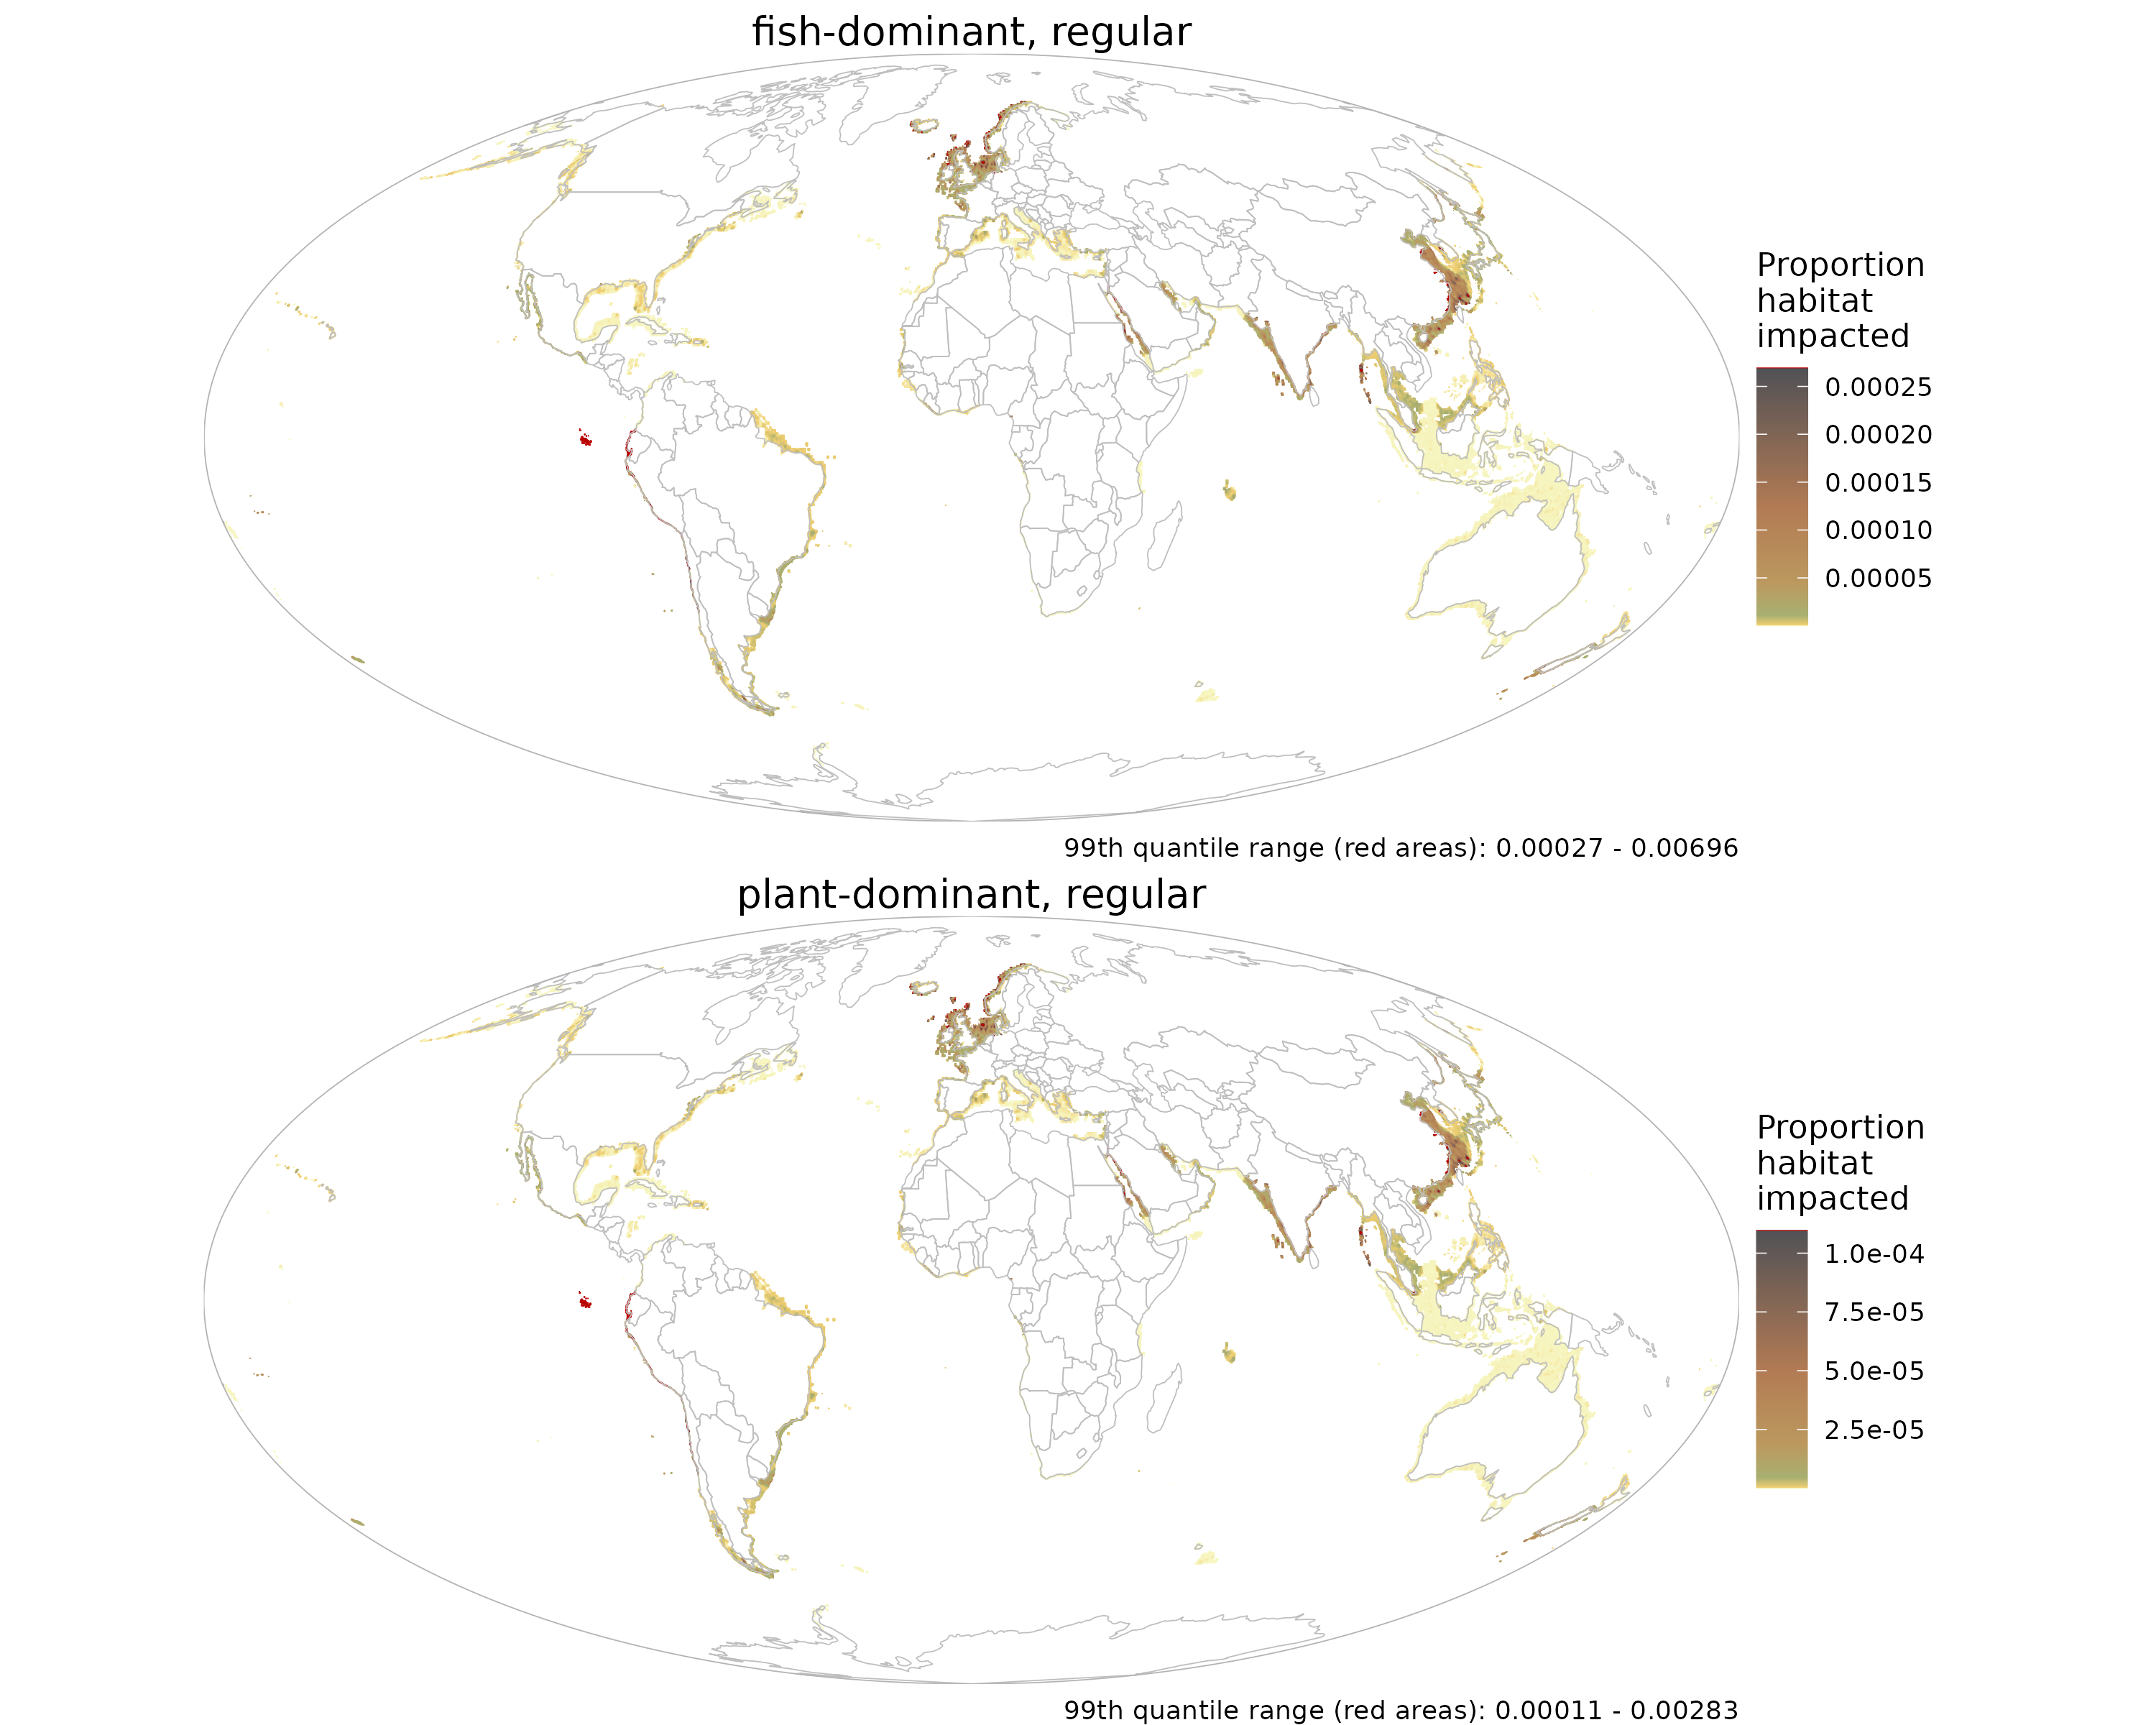 fish-dominant, regular
Proportion
habitat
impacted
0.00025
0.00020
0.00015
0.00010
0.00005
99th quantile range (red areas): 0.00027 - 0.00696
plant-dominant, regular
Proportion
habitat
impacted
1.0e-04
7.5e-05
5.0e-05
2.5e-05
99th quantile range (red areas): 0.00011 - 0.00283